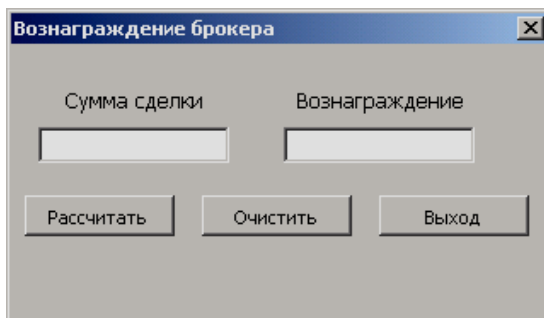 Вознаграждение брокера
Сумма сделки Вознаграждение
Рассчитать Очистить Выход